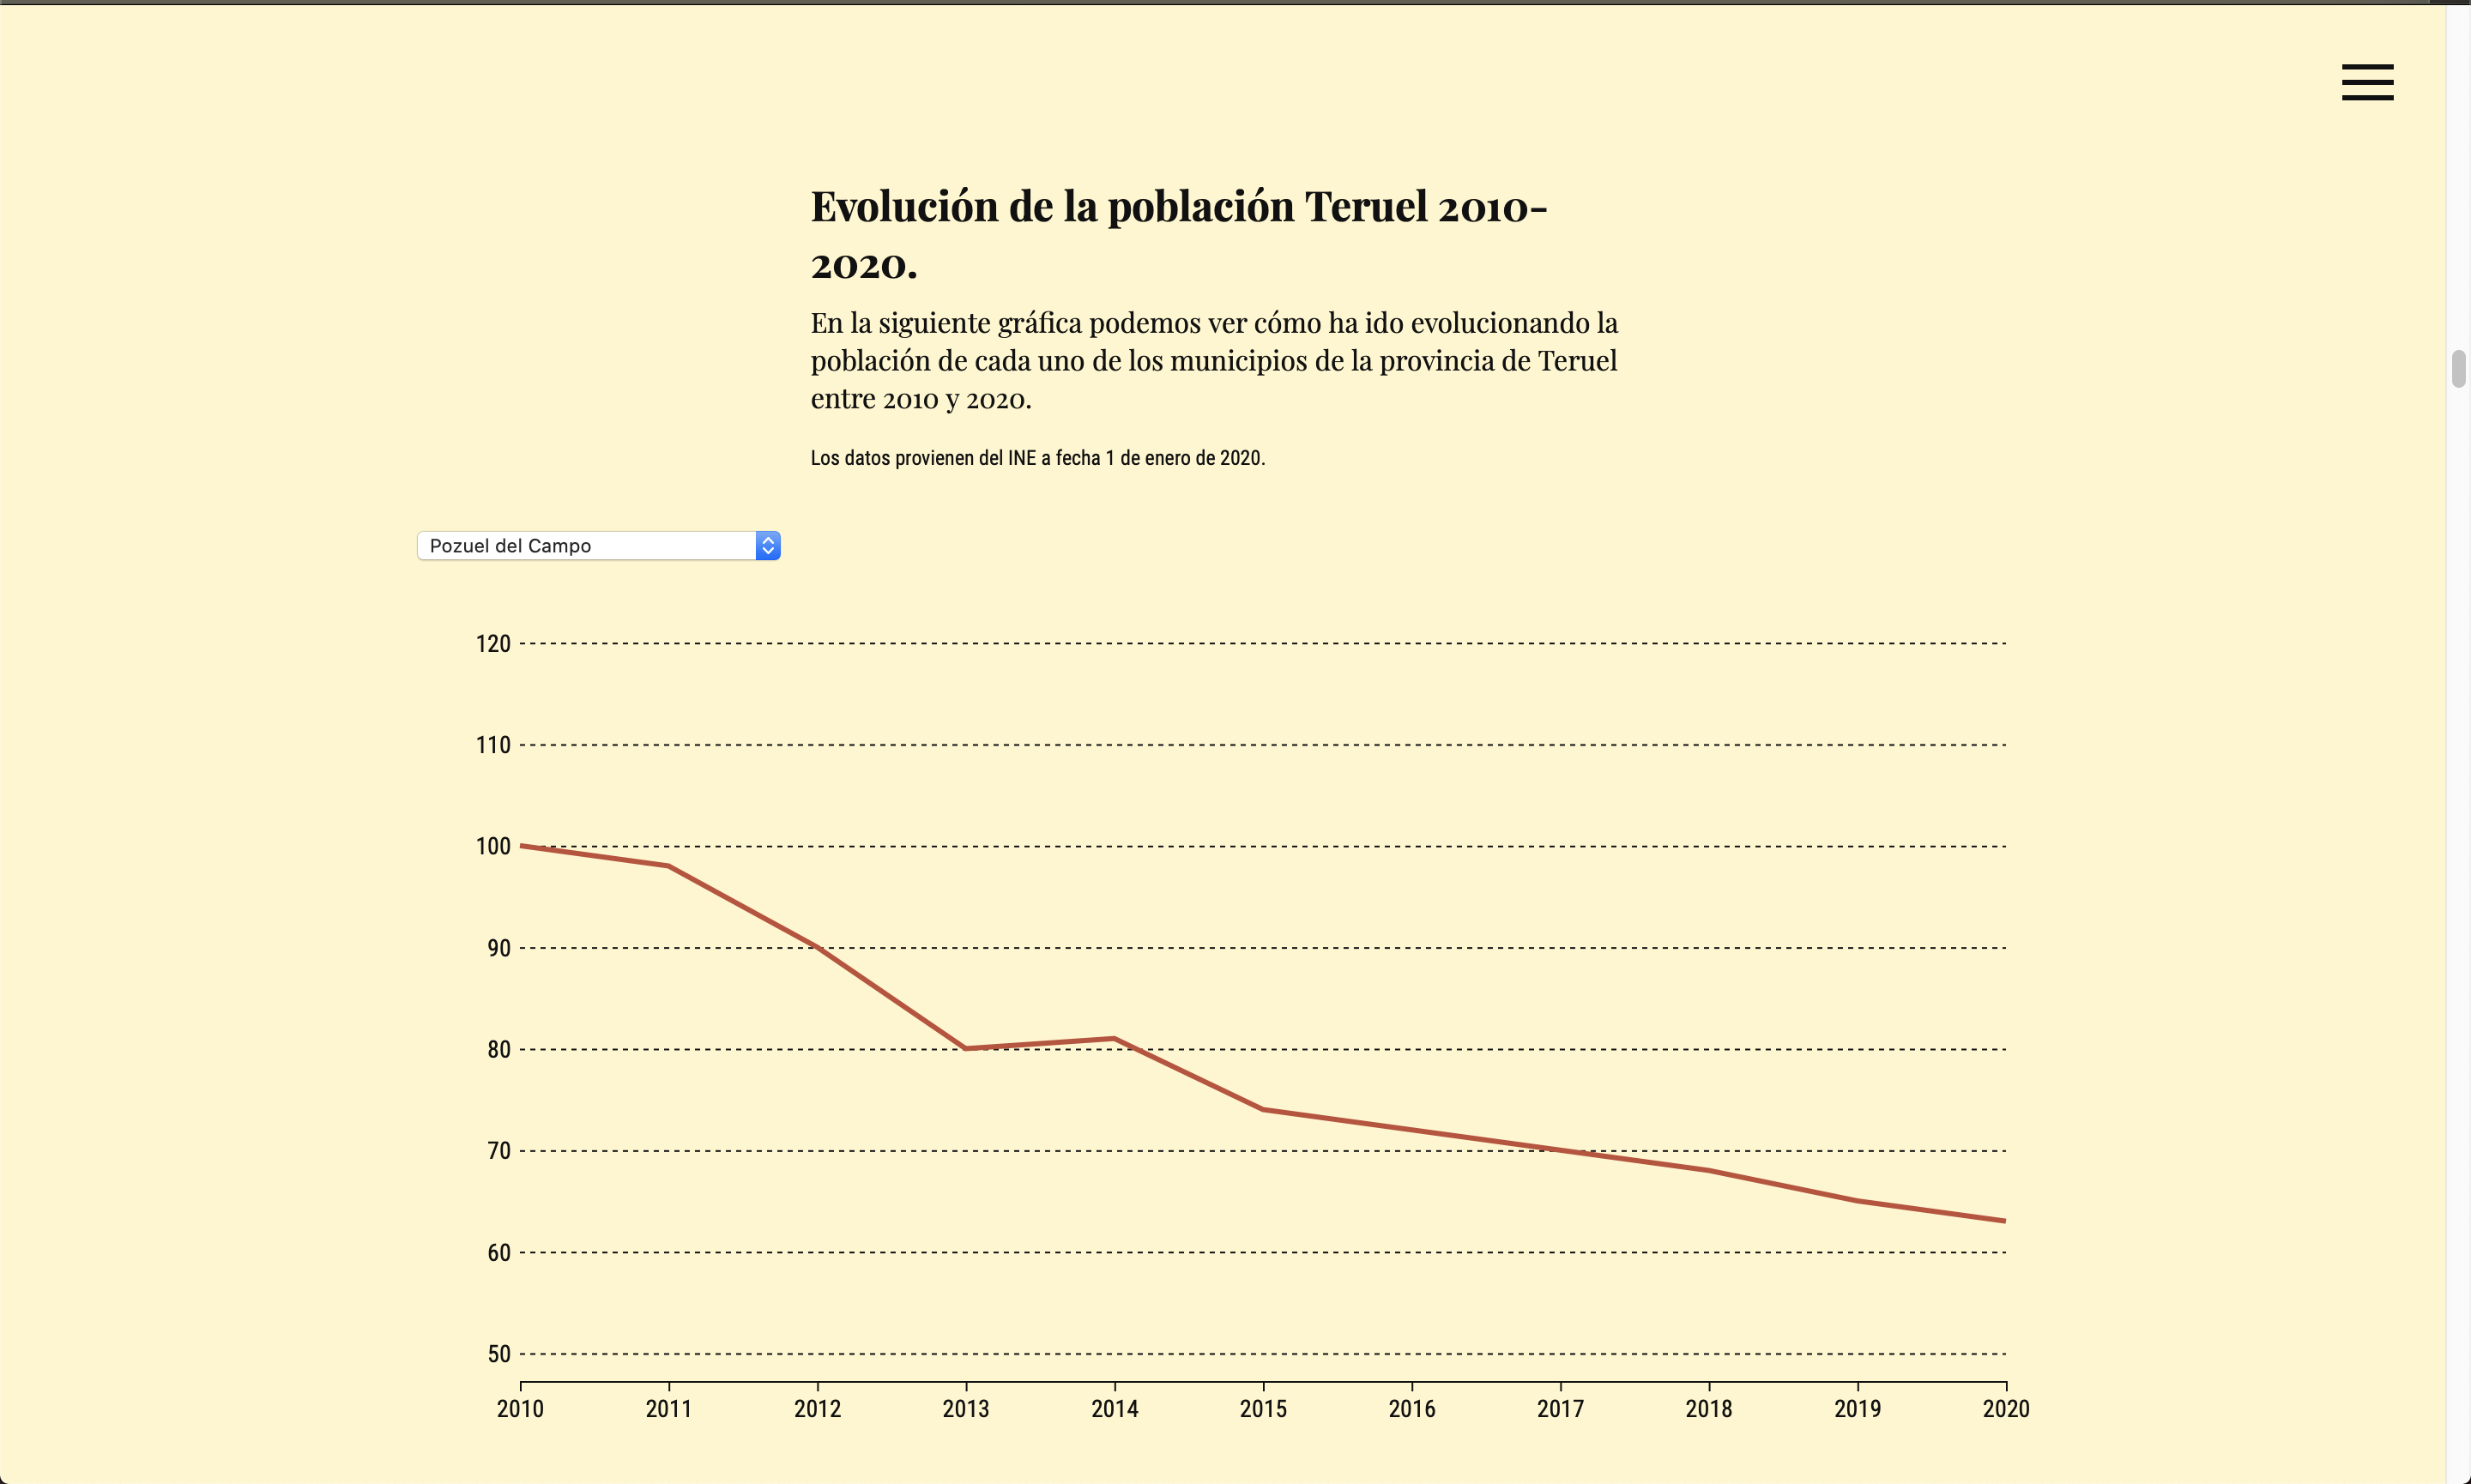 Evolución de la población Teruel 2010-
2020.
En la siguiente gráfica podemos ver cómo ha ido evolucionando la
población de cada uno de los municipios de la provincia de Teruel
entre 2010 y 2020.
Los datos provienen del INE a fecha 1 de enero de 2020.
Pozuel del Campo
120
110
100
90
80
70
60
50
2010 2011 2012 2013 2014 2015 2016 2017 2018 2019 2020